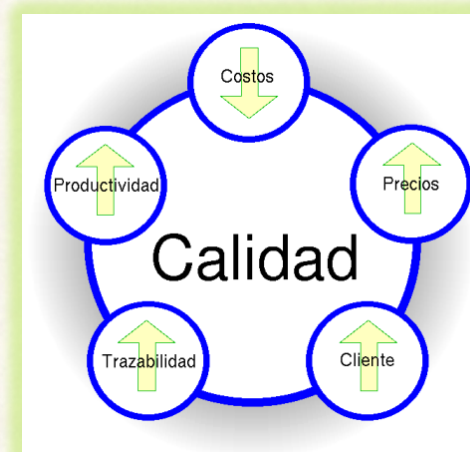 Costos
Productividad
Precios
Calidad
Trazabilidad
Cliente